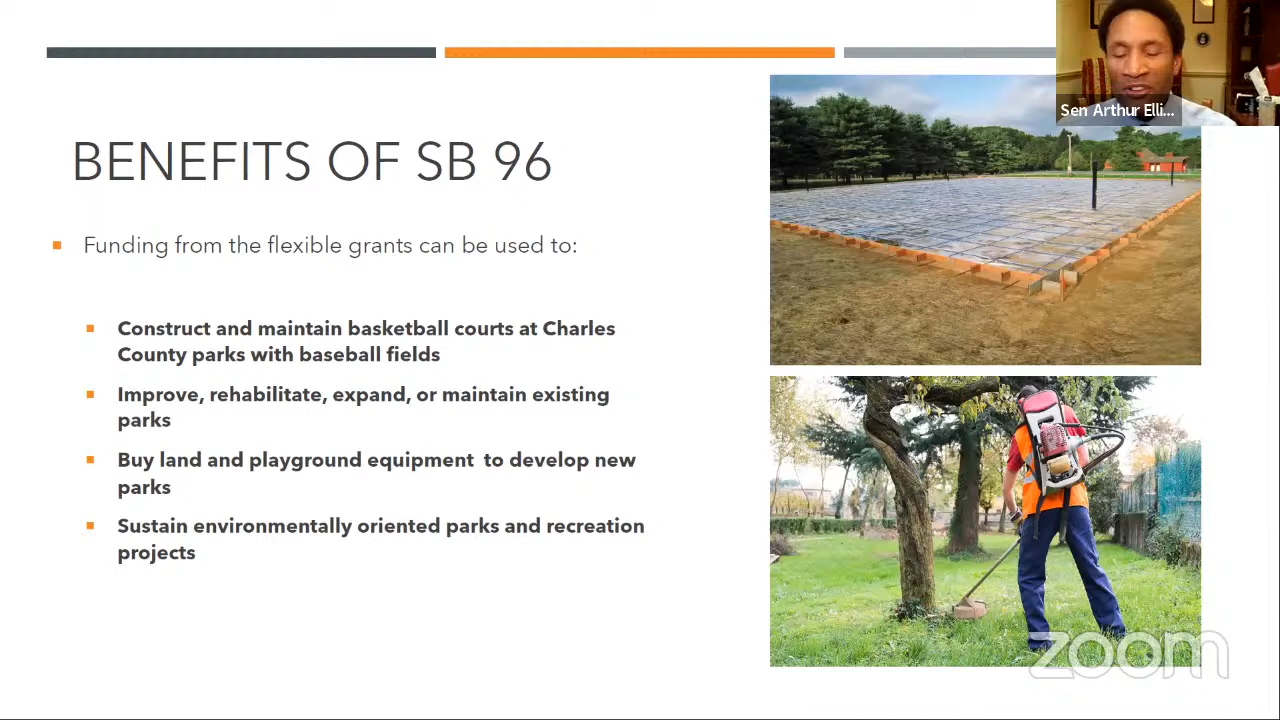 Sen Arthur Elli...
BENEFITS OF SB 96
Funding from the flexible grants can be used to:
Construct and maintain basketball courts at Charles
County parks with baseball fields
Improve, rehabilitate, expand, or maintain existing
parks
Buy land and playground equipment to develop new
parks
Sustain environmentally oriented parks and recreation
projects
zoom